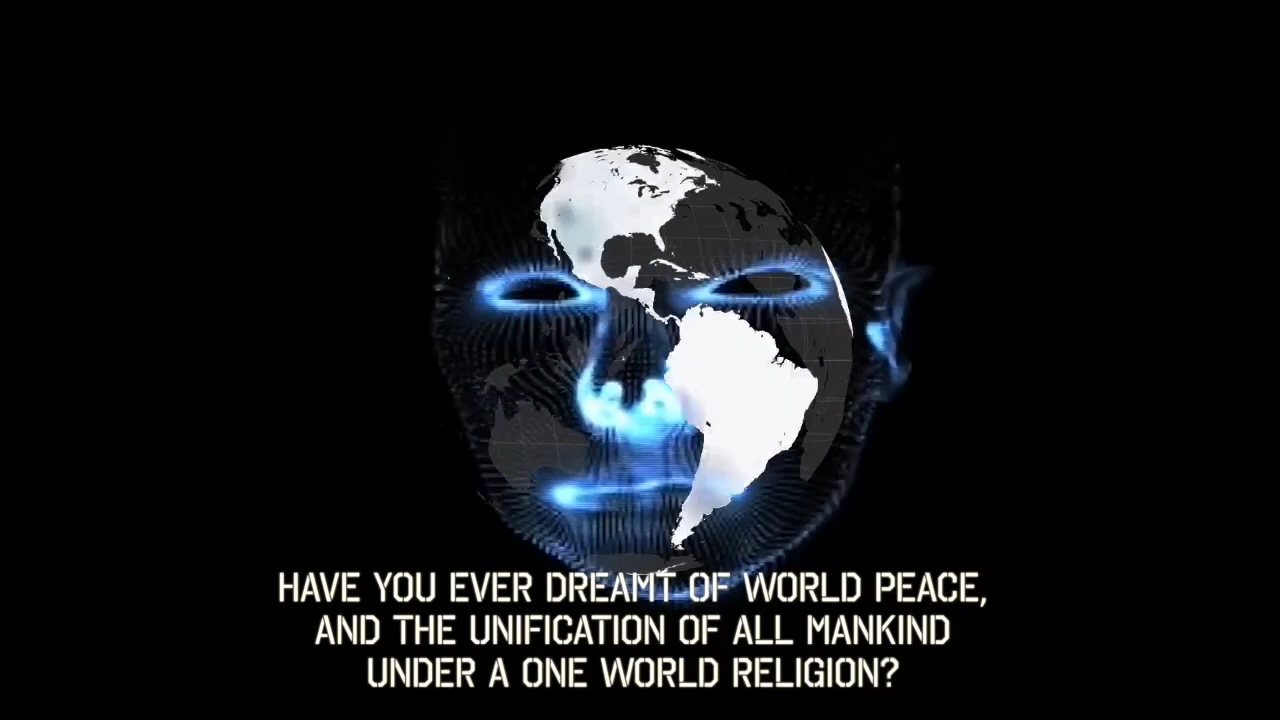 HAVE YOU EVER DREAMT OF WORLD PEACE,
AND THE UNIFICATION OF ALL MANKIND
UNDER A ONE WORLD RELIGION?